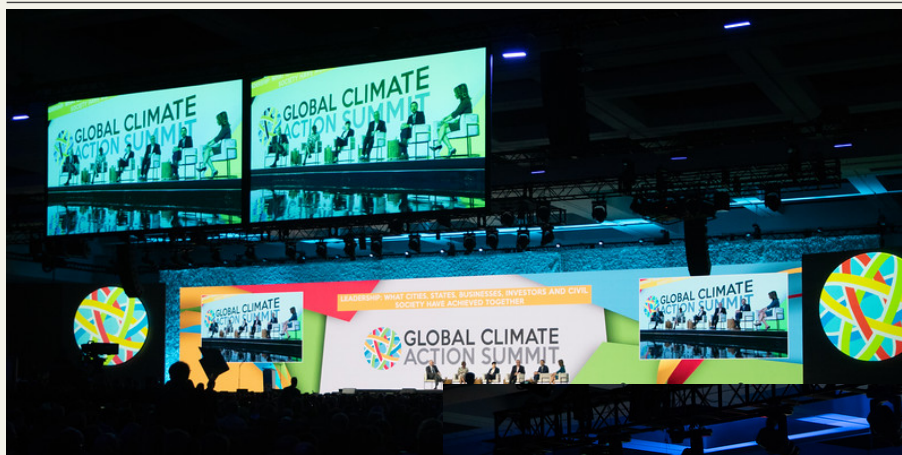 GLOBAL CLIMATE
ACTION SUMMIT
GLOBAL CLIMATE
ACTION SUMMIT
LEADERSHIP: WHAT CITIES, STATES, BUSINESSES, INVESTORS AND CIVIL
SOCIETY HAVE ACHIEVED TOGETHER
GLOBAL CLIMATE
ACTION SUMMIT
GLOBAL CLIMATE
ACTION SUMMIT
GLOBAL CLIMATE
ACTION SUMMIT